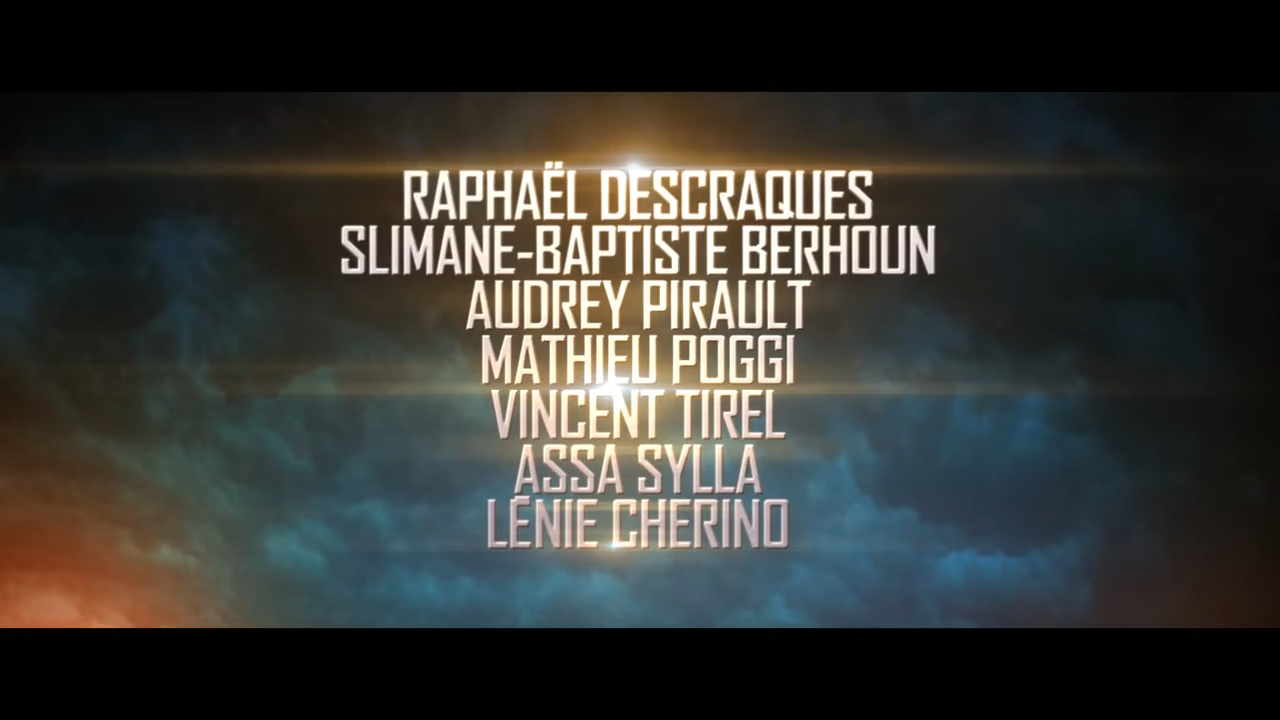 RAPHAËL DESCRAQUES
SLIMANE-BAPTISTE BERHOUN
AUDREY PIRAULT
MATHIEU POGGI
VINCENT TIREL
ASSA SYLLA
LÉNIE CHERINO